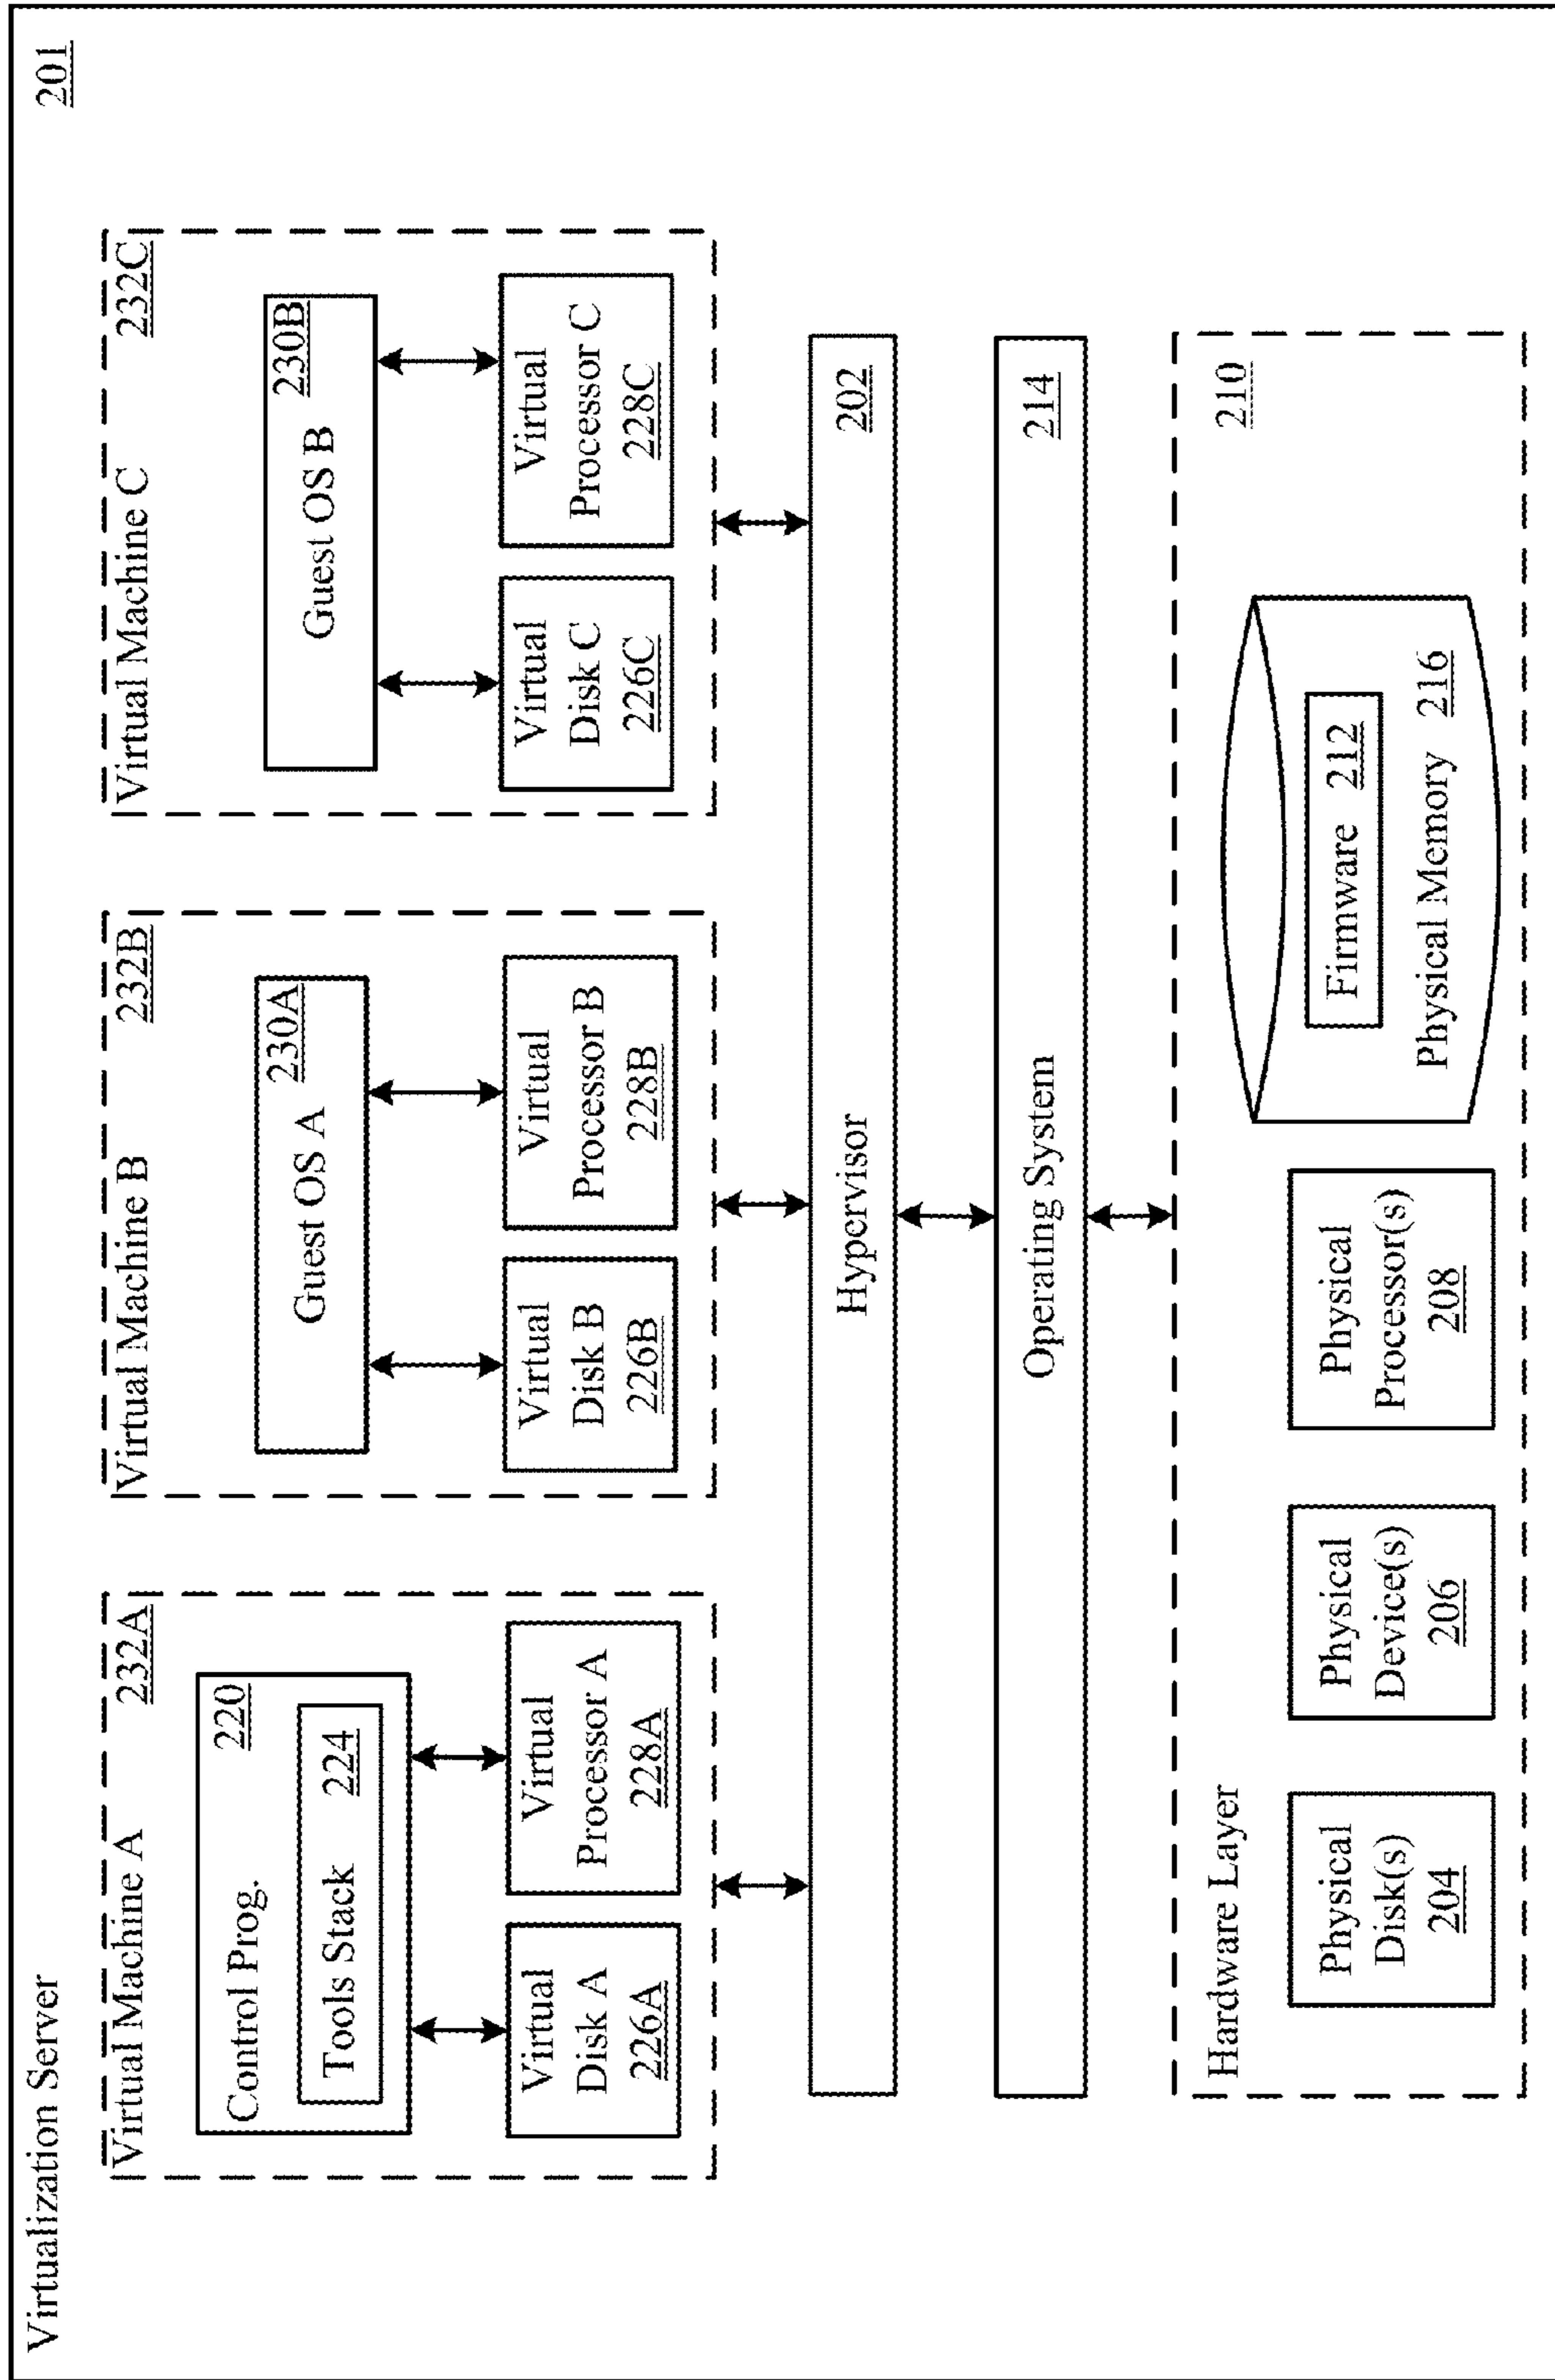 Virtualization Server
201
Virtual Machine A
232A
Control Prog.
220
Tools Stack 224
Virtual
Disk A
226A
Virtual
Processor A
228A
Virtual Machine B
232B
Guest OS A
230A
Virtual
Disk B
226B
Virtual
Processor B
228B
Virtual Machine C
232C
Guest OS B
230B
Virtual
Disk C
226C
Virtual
Processor C
228C
Hypervisor
202
Operating System
214
Hardware Layer
210
Physical
Disk(s)
204
Physical
Device(s)
206
Physical
Processor(s)
208
Firmware 212
Physical Memory 216